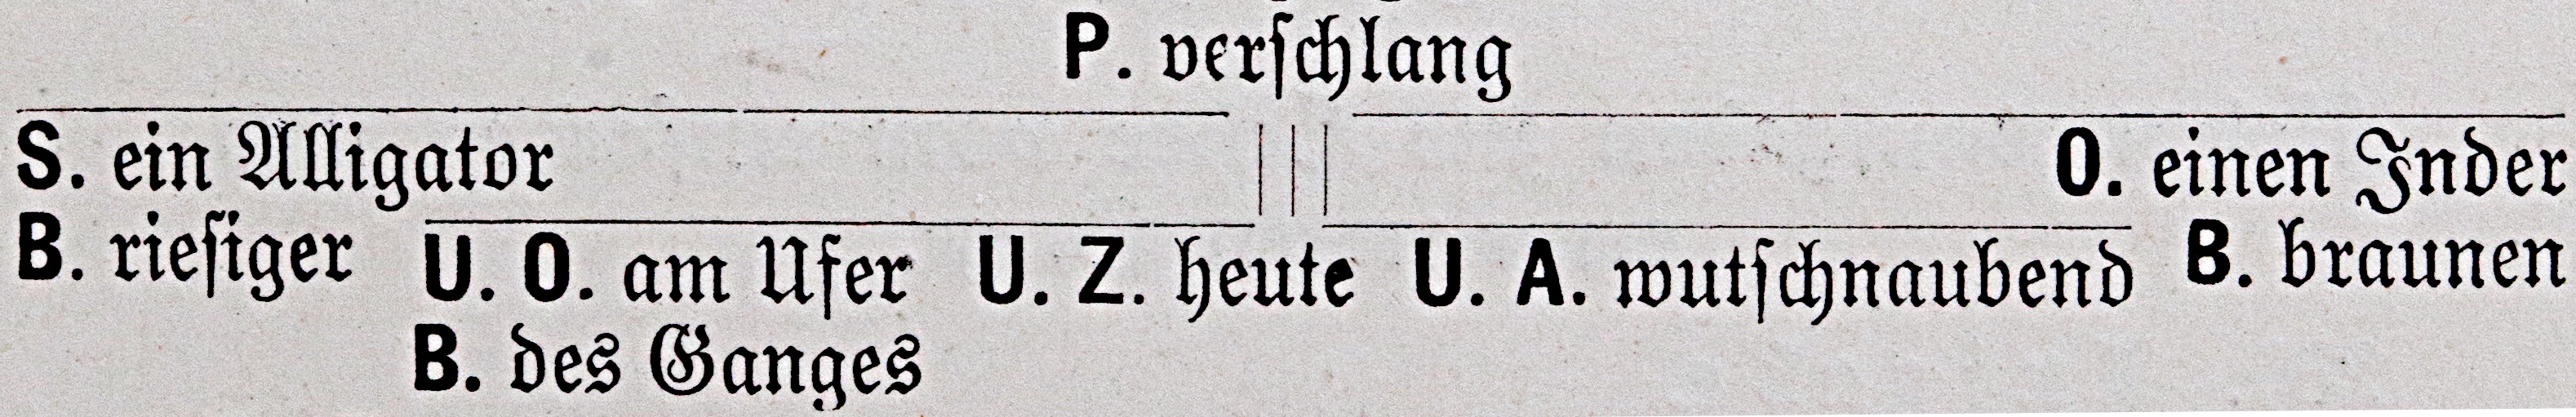 P. verſchlang
S. ein Alligator O. einen Inder
B. rieſiger U. O. am Ufer U. Z. heute U. A. wutſchnaubend B. braunen
B. des Ganges